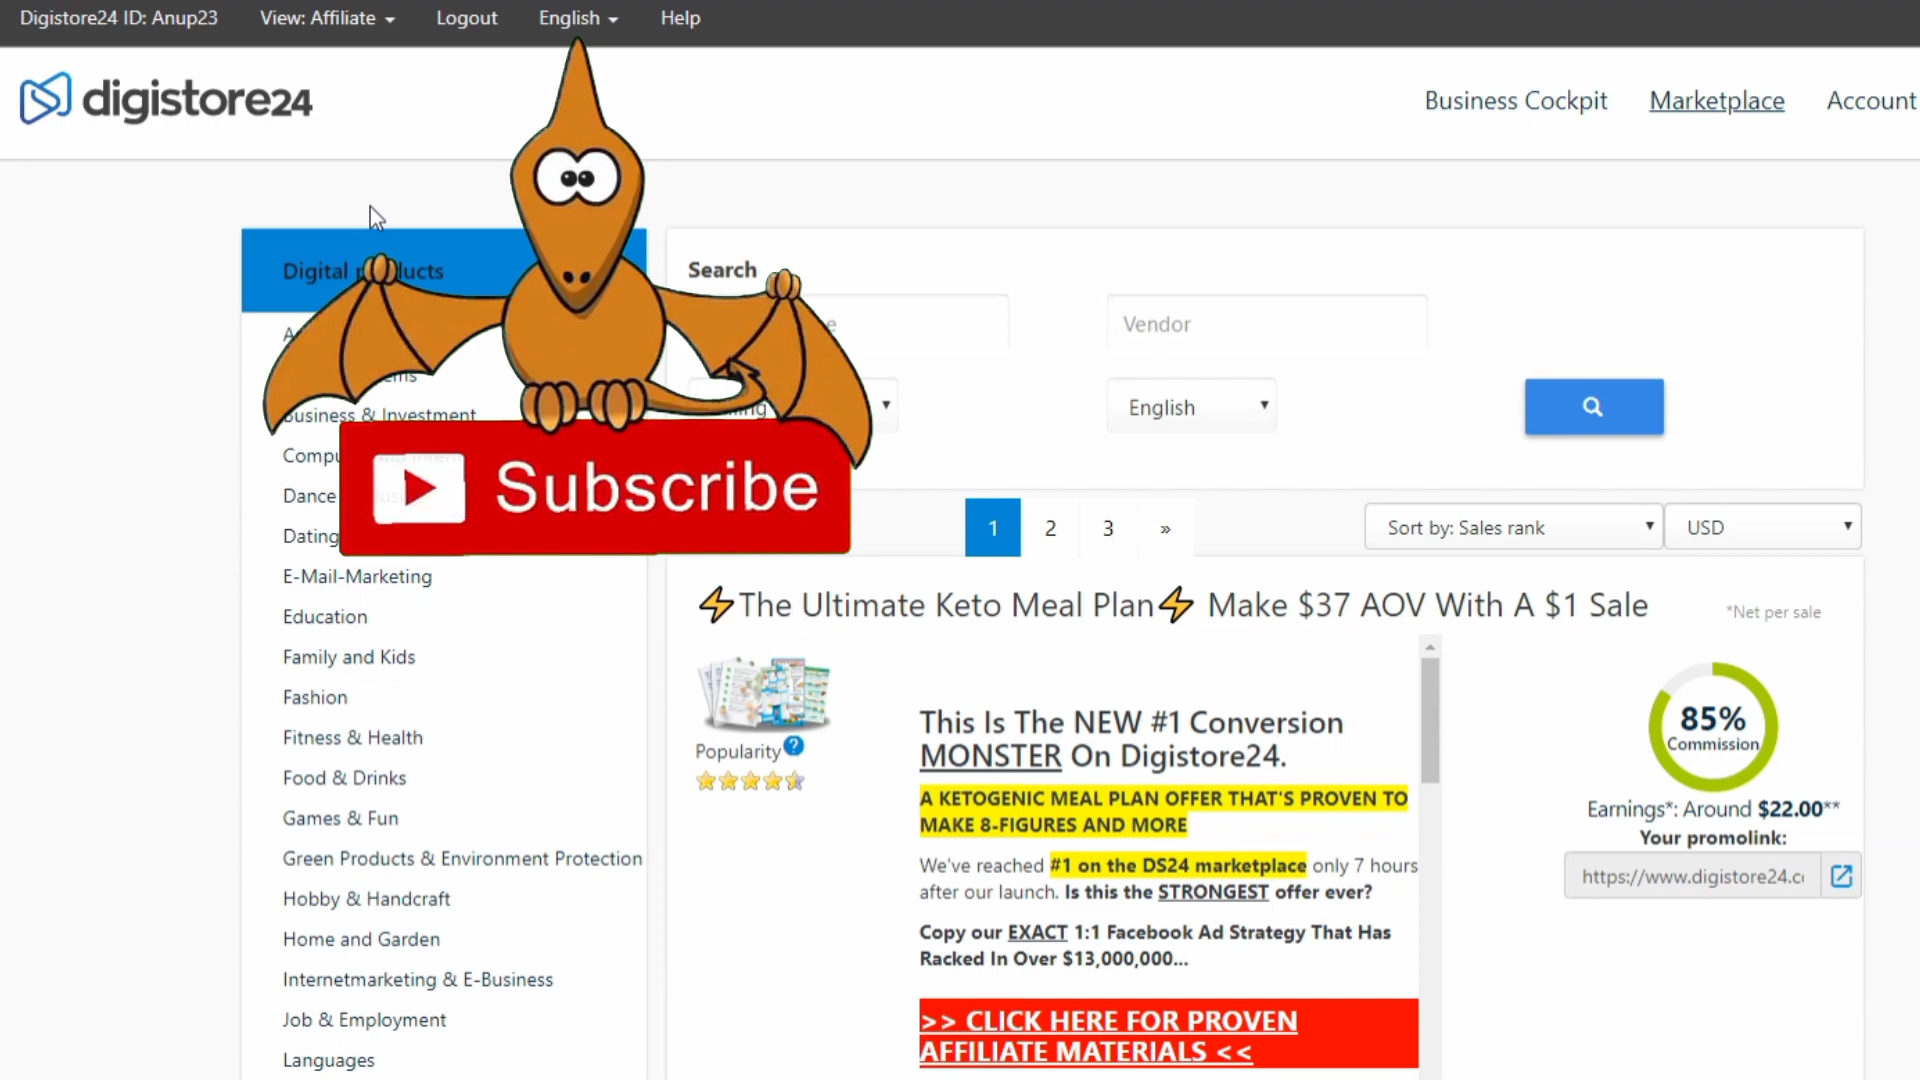 Digistore24 ID: Anup23 View: Affiliate Logout English Help
digistore24
Business Cockpit Marketplace Account
Digital
Search
Vendor
Business & Investment
English
Dance
Dating
Subscribe
1 2 3 »
Sort by: Sales rank
USD
E-Mail-Marketing
Education
Family and Kids
Fashion
Fitness & Health
Food & Drinks
Games & Fun
Green Products & Environment Protection
Hobby & Handcraft
Home and Garden
Internetmarketing & E-Business
Job & Employment
Languages
⚡The Ultimate Keto Meal Plan⚡ Make $37 AOV With A $1 Sale
*Net per sale
Popularity ?
This Is The NEW #1 Conversion
MONSTER On Digistore24.
A KETOGENIC MEAL PLAN OFFER THAT'S PROVEN TO
MAKE 8-FIGURES AND MORE
We've reached #1 on the DS24 marketplace only 7 hours
after our launch. Is this the STRONGEST offer ever?
Copy our EXACT 1:1 Facebook Ad Strategy That Has
Racked In Over $13,000,000...
>> CLICK HERE FOR PROVEN
AFFILIATE MATERIALS <<
85%
Commission
Earnings*: Around $22.00**
Your promolink:
https://www.digistore24.c